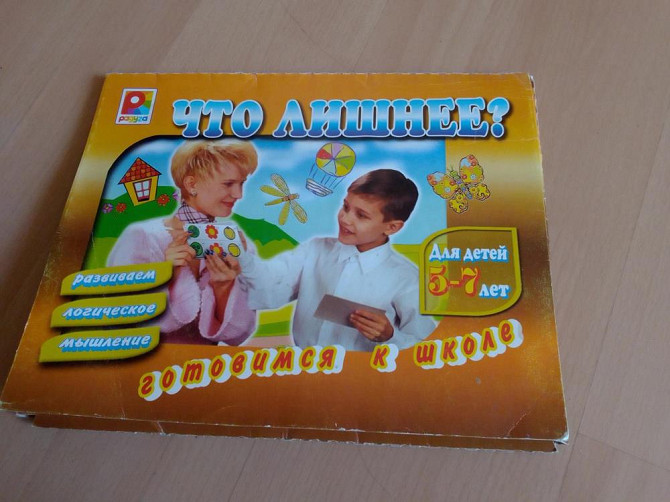 Радуга
ЧТО ЛИШНЕЕ?
Для детей
5-7 лет
развиваем
логическое
мышление
готовимся к школе